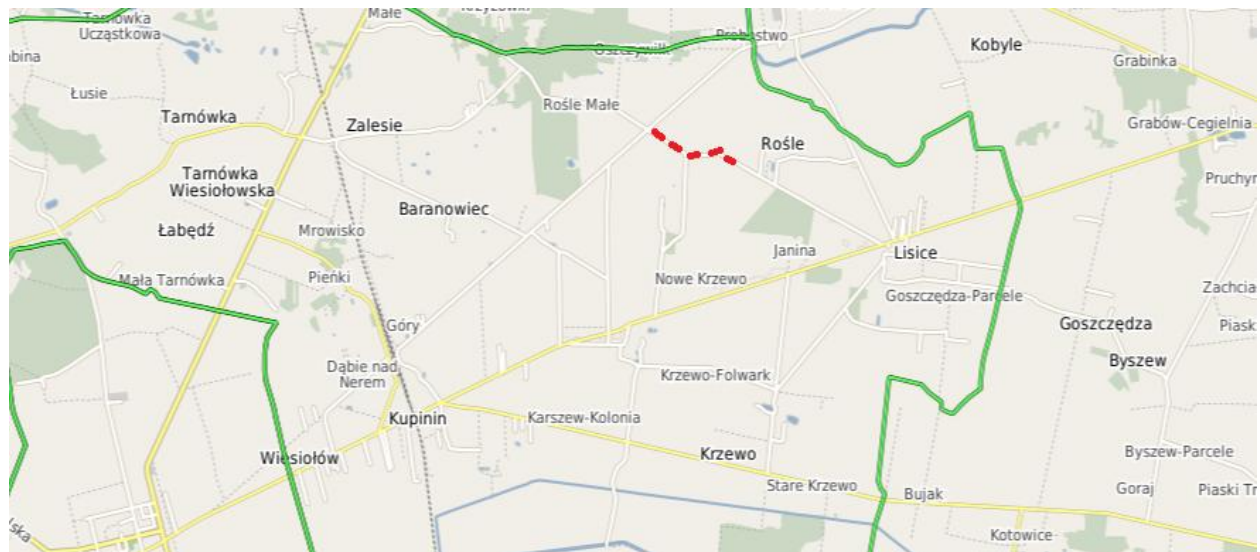 Tarnówka
Ucząstkowa
Małe
Probostwo
Kobyle
Grabinka
Łusie
Tarnówka
Zalesie
Rośle Małe
Rośle
Grabów-Cegielnia
Tarnówka
Wiesiołowska
Łabędź
Baranowiec
Mrowisko
Pieńki
Mała Tarnówka
Nowe Krzewo
Janina
Lisice
Goszczędza-Parcele
Goszczędza
Byszew
Góry
Dąbie nad
Nerem
Krzewo-Folwark
Kupinin
Karszew-Kolonia
Wiesiołów
Krzewo
Stare Krzewo
Bujak
Byszew-Parcele
Goraj
Piaski Tr
Kotowice
Pruchyr
Zachcia
Piask